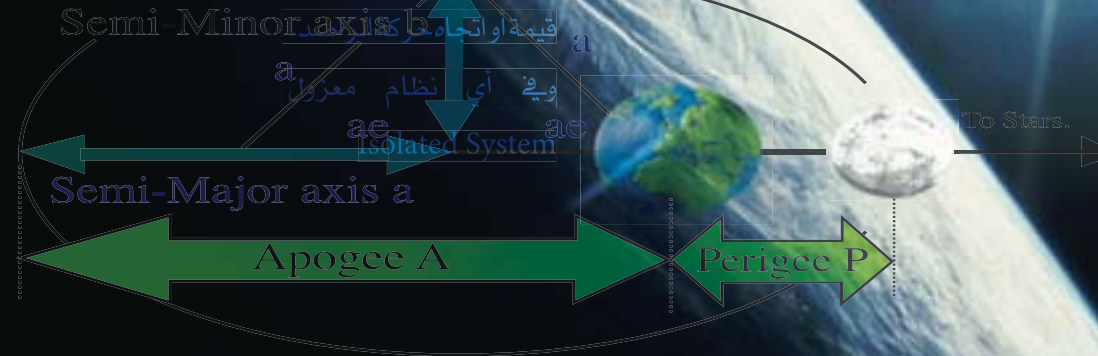 Semi-Minor axis b
قيمة أو اتجاه حركة
a
a
وفي أي نظام معزول
ae
ae
Isolated System
To Stars.
Semi-Major axis a
Apogee A
Perigee P